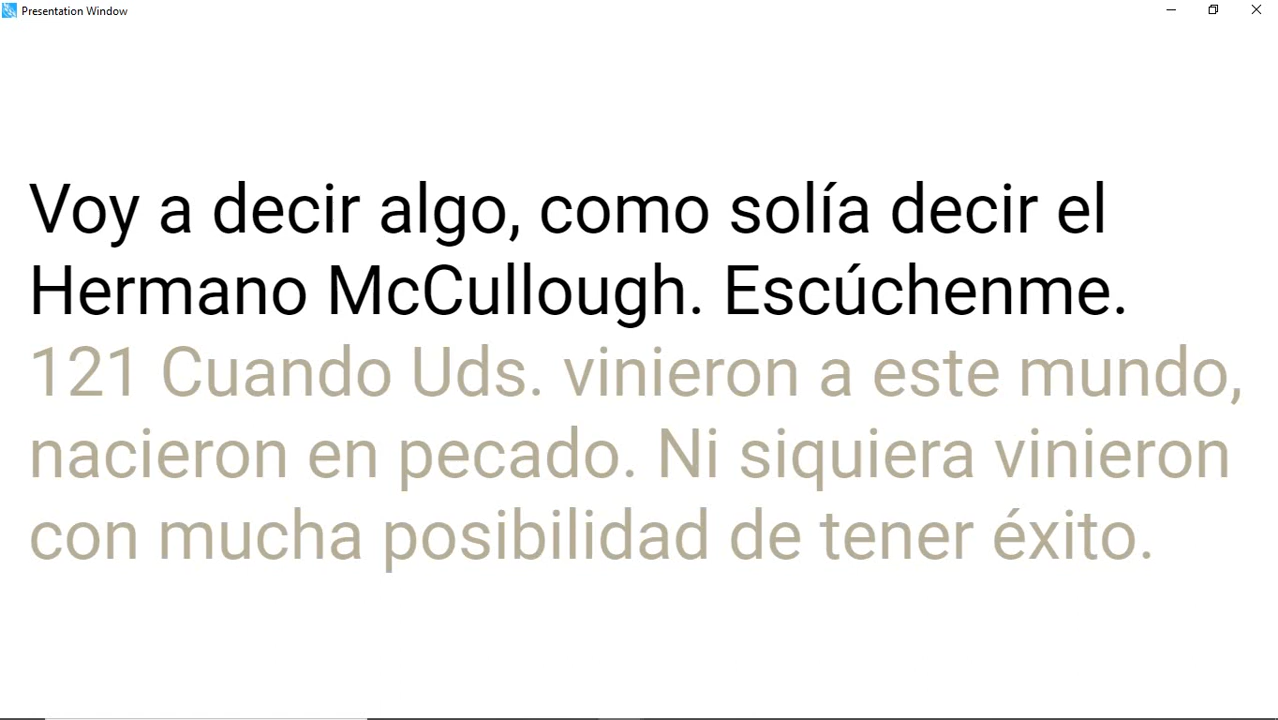 Presentation Window
Voy a decir algo, como solía decir el
Hermano McCullough. Escúchenme.
121 Cuando Uds. vinieron a este mundo,
nacieron en pecado. Ni siquiera vinieron
con mucha posibilidad de tener éxito.